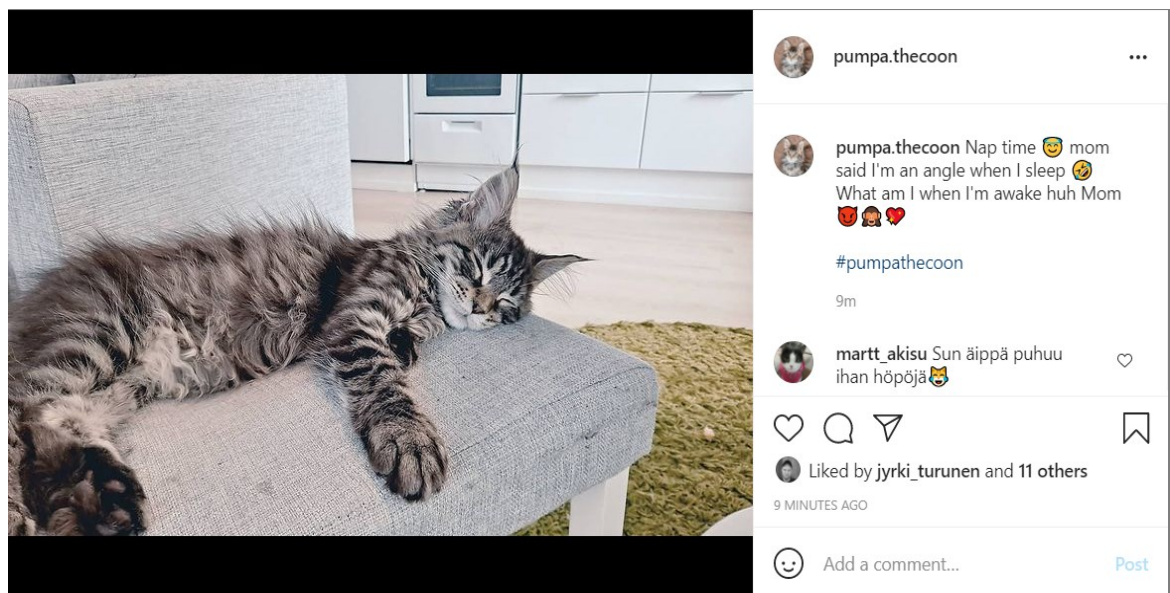 pumpa.thecoon
pumpa.thecoon Nap time 😇 mom
said I'm an angle when I sleep 🤣
What am I when I'm awake huh Mom
😈🙈💘
#pumpathecoon
9m
martt_akisu Sun äippä puhuu
ihan höpöjä😹
Liked by jyrki_turunen and 11 others
9 MINUTES AGO
Add a comment... Post